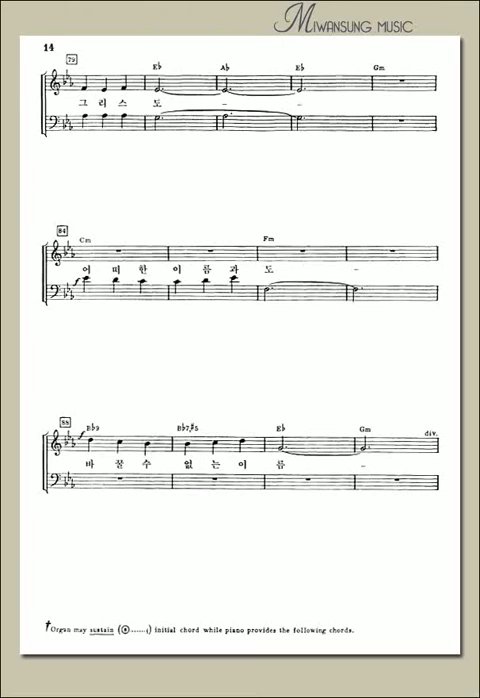 MIWANSUNG MUSIC
14
79
E♭ A♭ E♭ Gm
그 리 스 도 - -
84
Cm Fm
어 떠 한 이 름 과 도 -
88
B♭9 B♭7,♯5 E♭ Gm div.
f
바 꿀 수 없 는 이 름 -
✝Organ may sustain (⦿......) initial chord while piano provides the following chords.